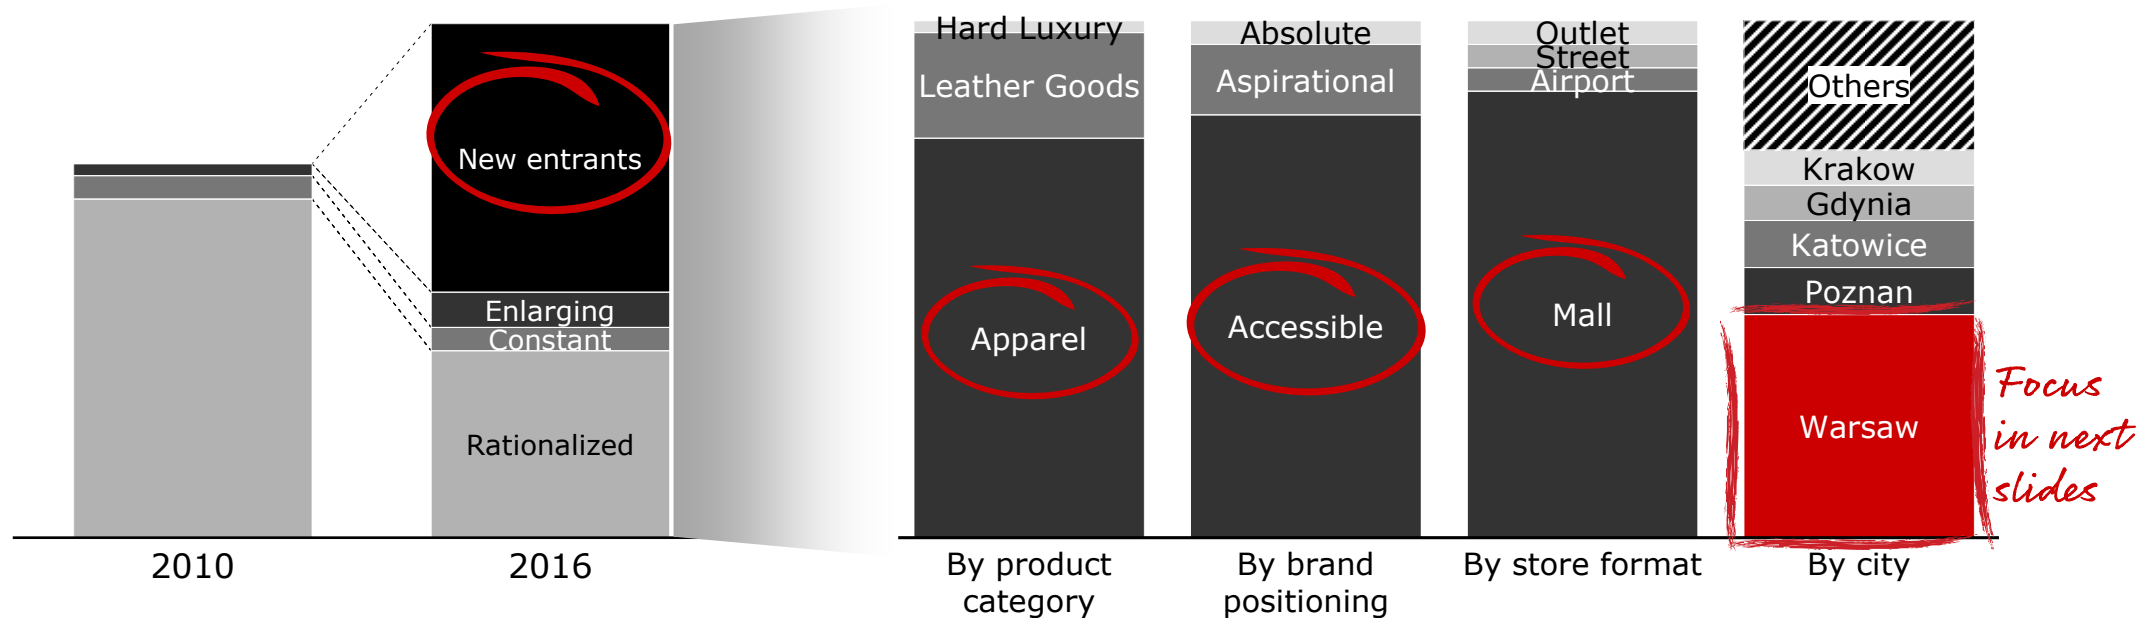 New entrants
Enlarging
Constant
Rationalized
2010
2016
Hard Luxury
Leather Goods
Apparel
By product
category
Absolute
Aspirational
Accessible
By brand
positioning
Outlet
Street
Airport
Mall
By store format
Others
Krakow
Gdynia
Katowice
Poznan
Warsaw
By city
Focus
in next
slides